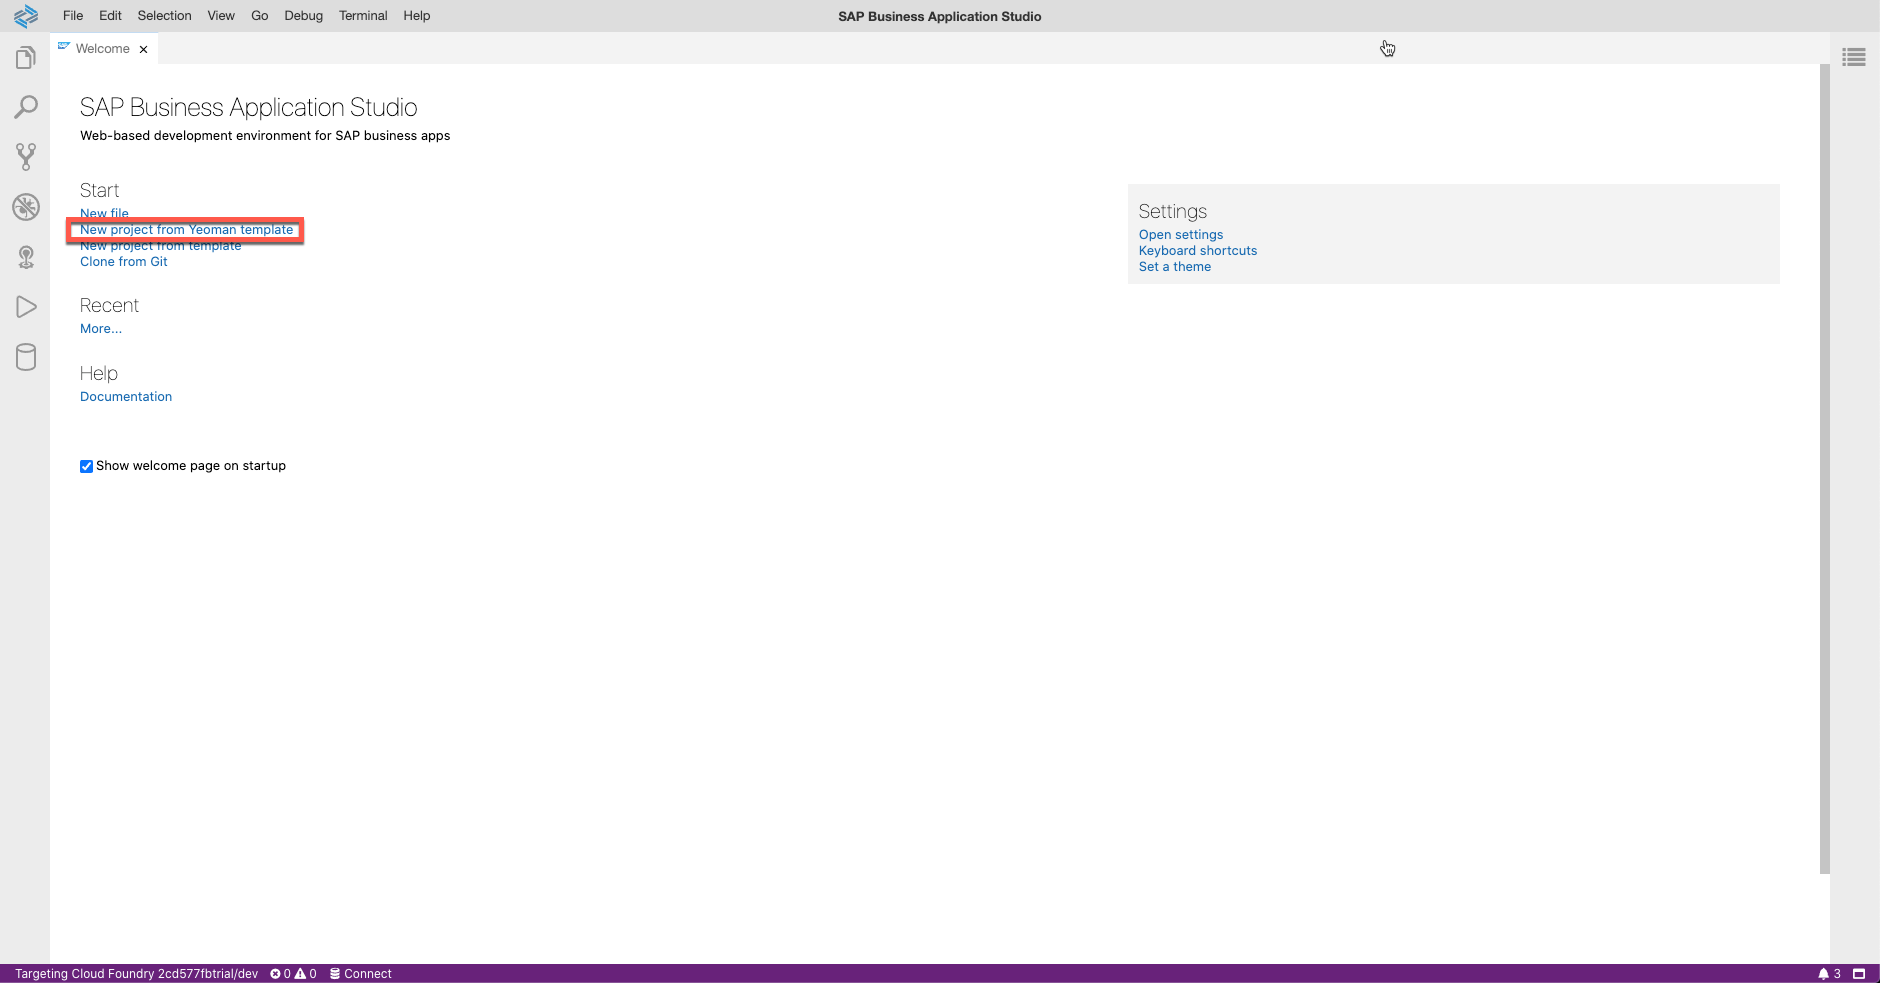 File Edit Selection View Go Debug Terminal Help
SAP Business Application Studio
Welcome
SAP Business Application Studio
Web-based development environment for SAP business apps
Start
New file
New project from Yeoman template
New project from template
Clone from Git
Recent
More...
Help
Documentation
Show welcome page on startup
Settings
Open settings
Keyboard shortcuts
Set a theme
Targeting Cloud Foundry 2cd577fbtrial/dev 0 0 Connect 3